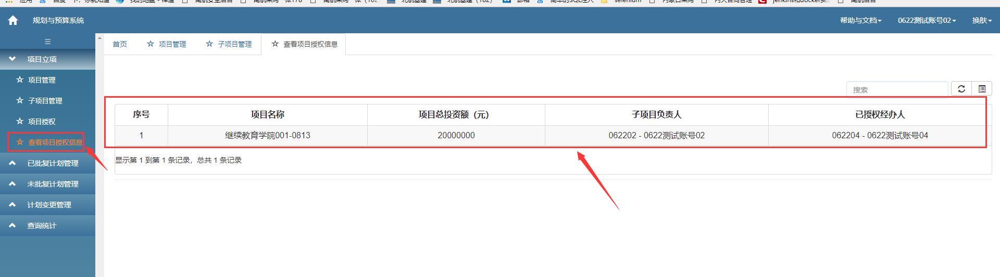 规划与预算系统
帮助与文档
0622测试账号02
换肤
项目立项
项目管理
子项目管理
项目授权
查看项目授权信息
已批复计划管理
未批复计划管理
计划变更管理
查询统计
首页
项目管理
子项目管理
查看项目授权信息
搜索
序号 项目名称 项目总投资额（元） 子项目负责人 已授权经办人
1 继续教育学院001-0813 20000000 062202 - 0622测试账号02 062204 - 0622测试账号04
显示第 1 到第 1 条记录，总共 1 条记录